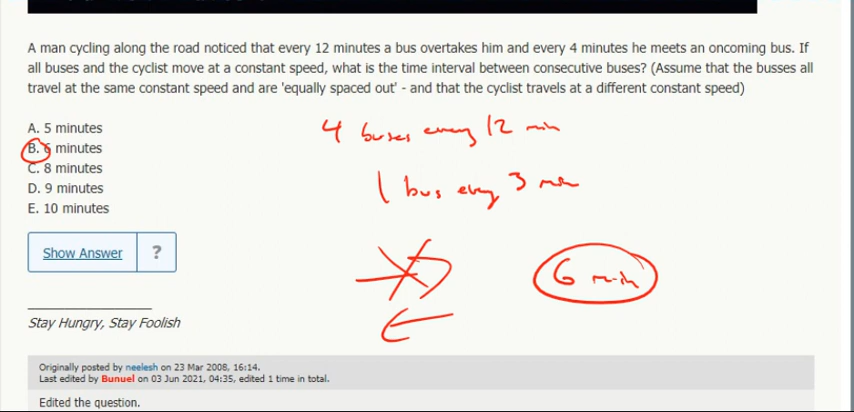 A man cycling along the road noticed that every 12 minutes a bus overtakes him and every 4 minutes he meets an oncoming bus. If
all buses and the cyclist move at a constant speed, what is the time interval between consecutive buses? (Assume that the busses all
travel at the same constant speed and are 'equally spaced out' - and that the cyclist travels at a different constant speed)
A. 5 minutes
B. 6 minutes
C. 8 minutes
D. 9 minutes
E. 10 minutes
4 buses every 12 min
1 bus every 3 min
6 min
Show Answer ?
Stay Hungry, Stay Foolish
Originally posted by neelesh on 23 Mar 2008, 16:14.
Last edited by Bunuel on 03 Jun 2021, 04:35, edited 1 time in total.
Edited the question.